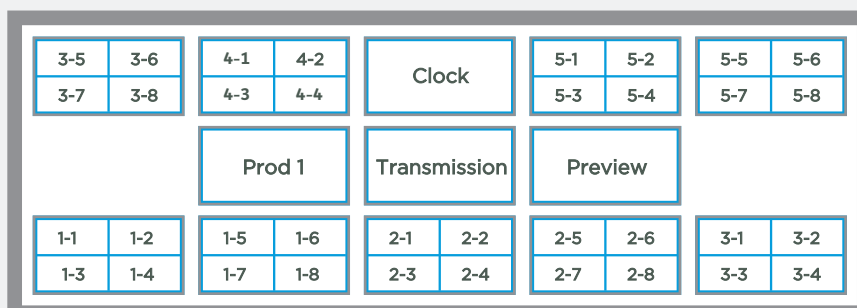 3-5 3-6 4-1 4-2 Clock 5-1 5-2 5-5 5-6
3-7 3-8 4-3 4-4 5-3 5-4 5-7 5-8
Prod 1 Transmission Preview
1-1 1-2 1-5 1-6 2-1 2-2 2-5 2-6 3-1 3-2
1-3 1-4 1-7 1-8 2-3 2-4 2-7 2-8 3-3 3-4